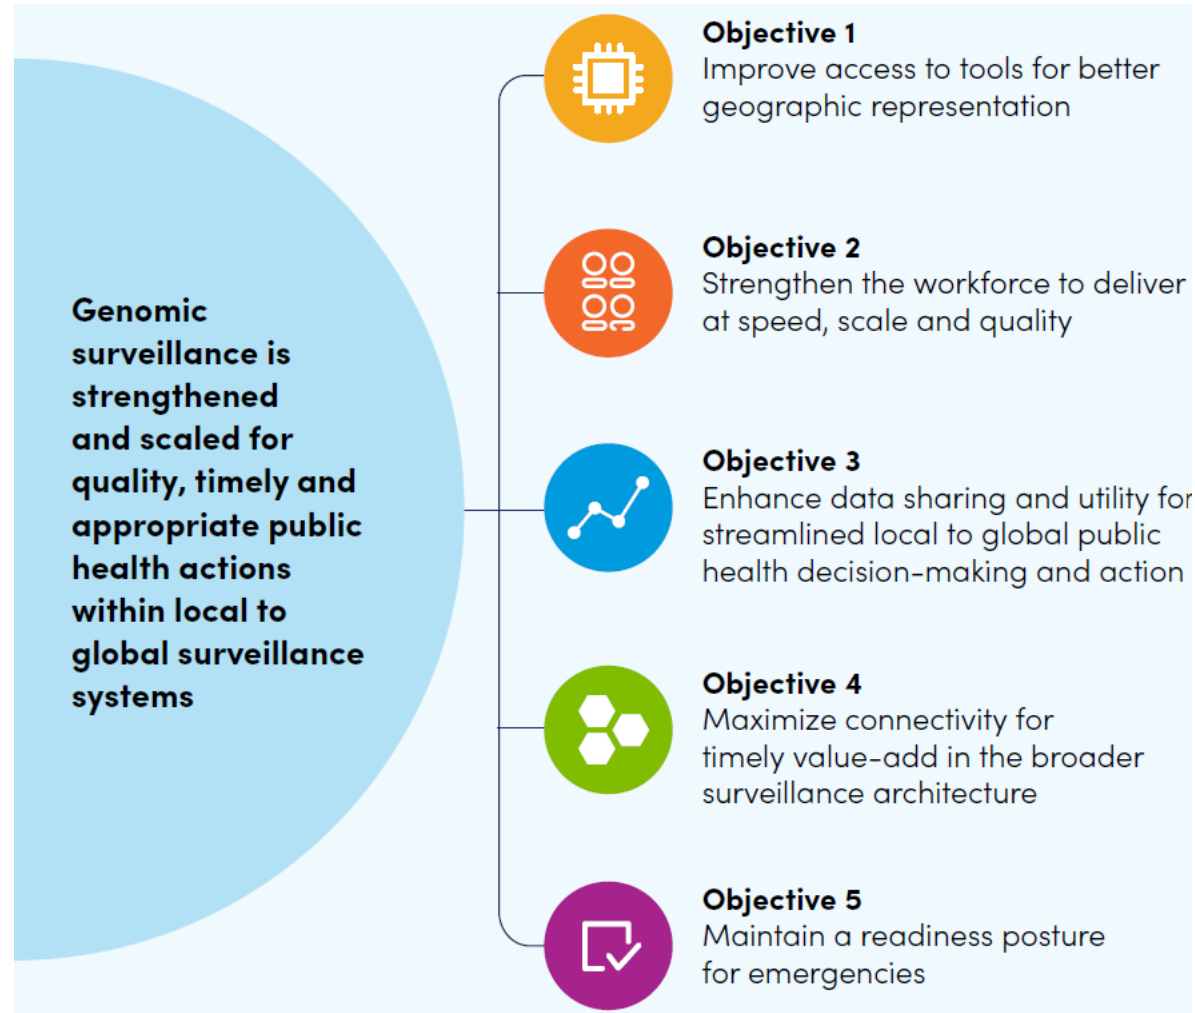 Genomic
surveillance is
strengthened
and scaled for
quality, timely and
appropriate public
health actions
within local to
global surveillance
systems
Objective 1
Improve access to tools for better
geographic representation
Objective 2
Strengthen the workforce to deliver
at speed, scale and quality
Objective 3
Enhance data sharing and utility for
streamlined local to global public
health decision-making and action
Objective 4
Maximize connectivity for
timely value-add in the broader
surveillance architecture
Objective 5
Maintain a readiness posture
for emergencies